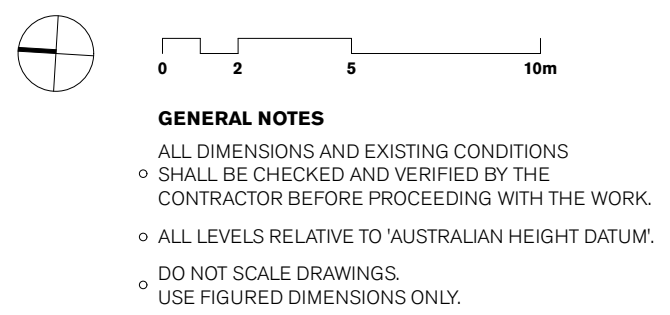 0 2 5 10m
GENERAL NOTES
ALL DIMENSIONS AND EXISTING CONDITIONS
SHALL BE CHECKED AND VERIFIED BY THE
CONTRACTOR BEFORE PROCEEDING WITH THE WORK.
ALL LEVELS RELATIVE TO 'AUSTRALIAN HEIGHT DATUM'.
DO NOT SCALE DRAWINGS.
USE FIGURED DIMENSIONS ONLY.